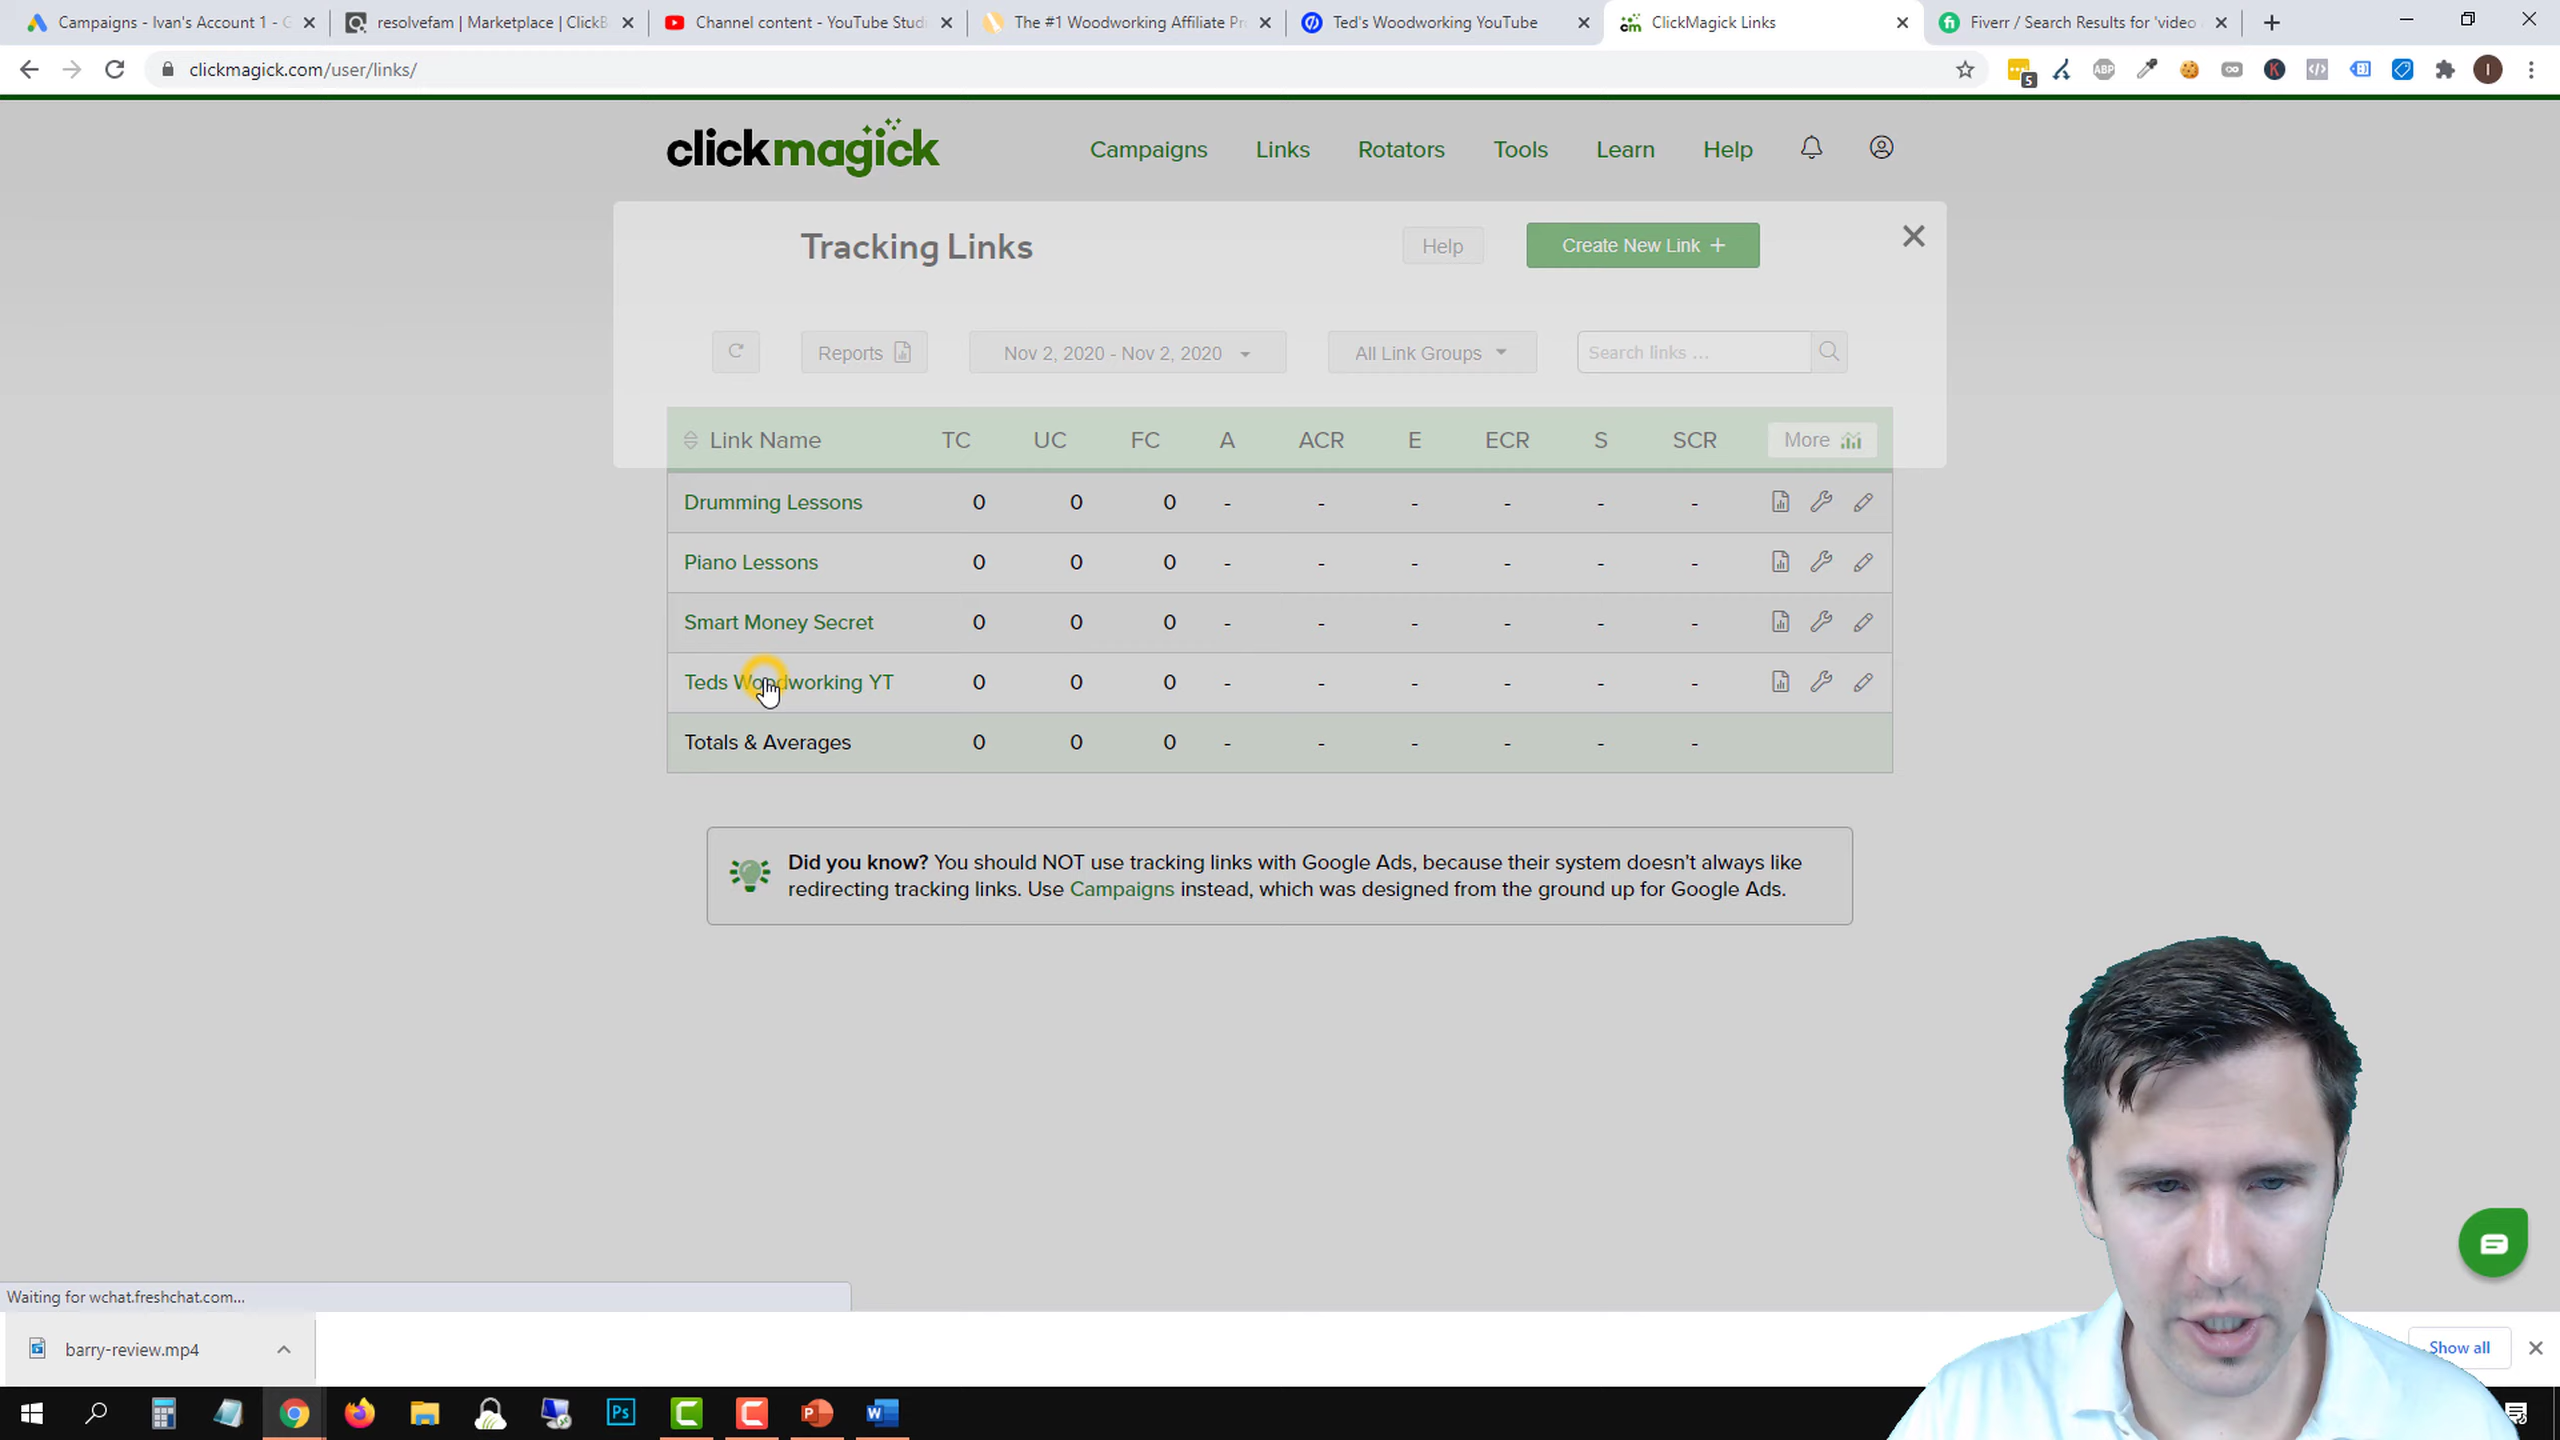 Campaigns - Ivan's Account 1 - G
resolvefam | Marketplace | ClickB
Channel content - YouTube Studi
The #1 Woodworking Affiliate Pr
Ted's Woodworking YouTube
ClickMagick Links
Fiverr / Search Results for 'video
clickmagick.com/user/links/
5
ABP
K
I
clickmagick
Campaigns
Links
Rotators
Tools
Learn
Help
Tracking Links
Help
Create New Link +
Reports
Nov 2, 2020 - Nov 2, 2020
All Link Groups
Search links ...
Link Name TC UC FC A ACR E ECR S SCR More
Drumming Lessons 0 0 0 - - - - - -
Piano Lessons 0 0 0 - - - - - -
Smart Money Secret 0 0 0 - - - - - -
Teds Woodworking YT 0 0 0 - - - - - -
Totals & Averages 0 0 0 - - - - - -
Did you know? You should NOT use tracking links with Google Ads, because their system doesn't always like
redirecting tracking links. Use Campaigns instead, which was designed from the ground up for Google Ads.
Waiting for wchat.freshchat.com...
barry-review.mp4
Show all
Ps
C
C
P
W